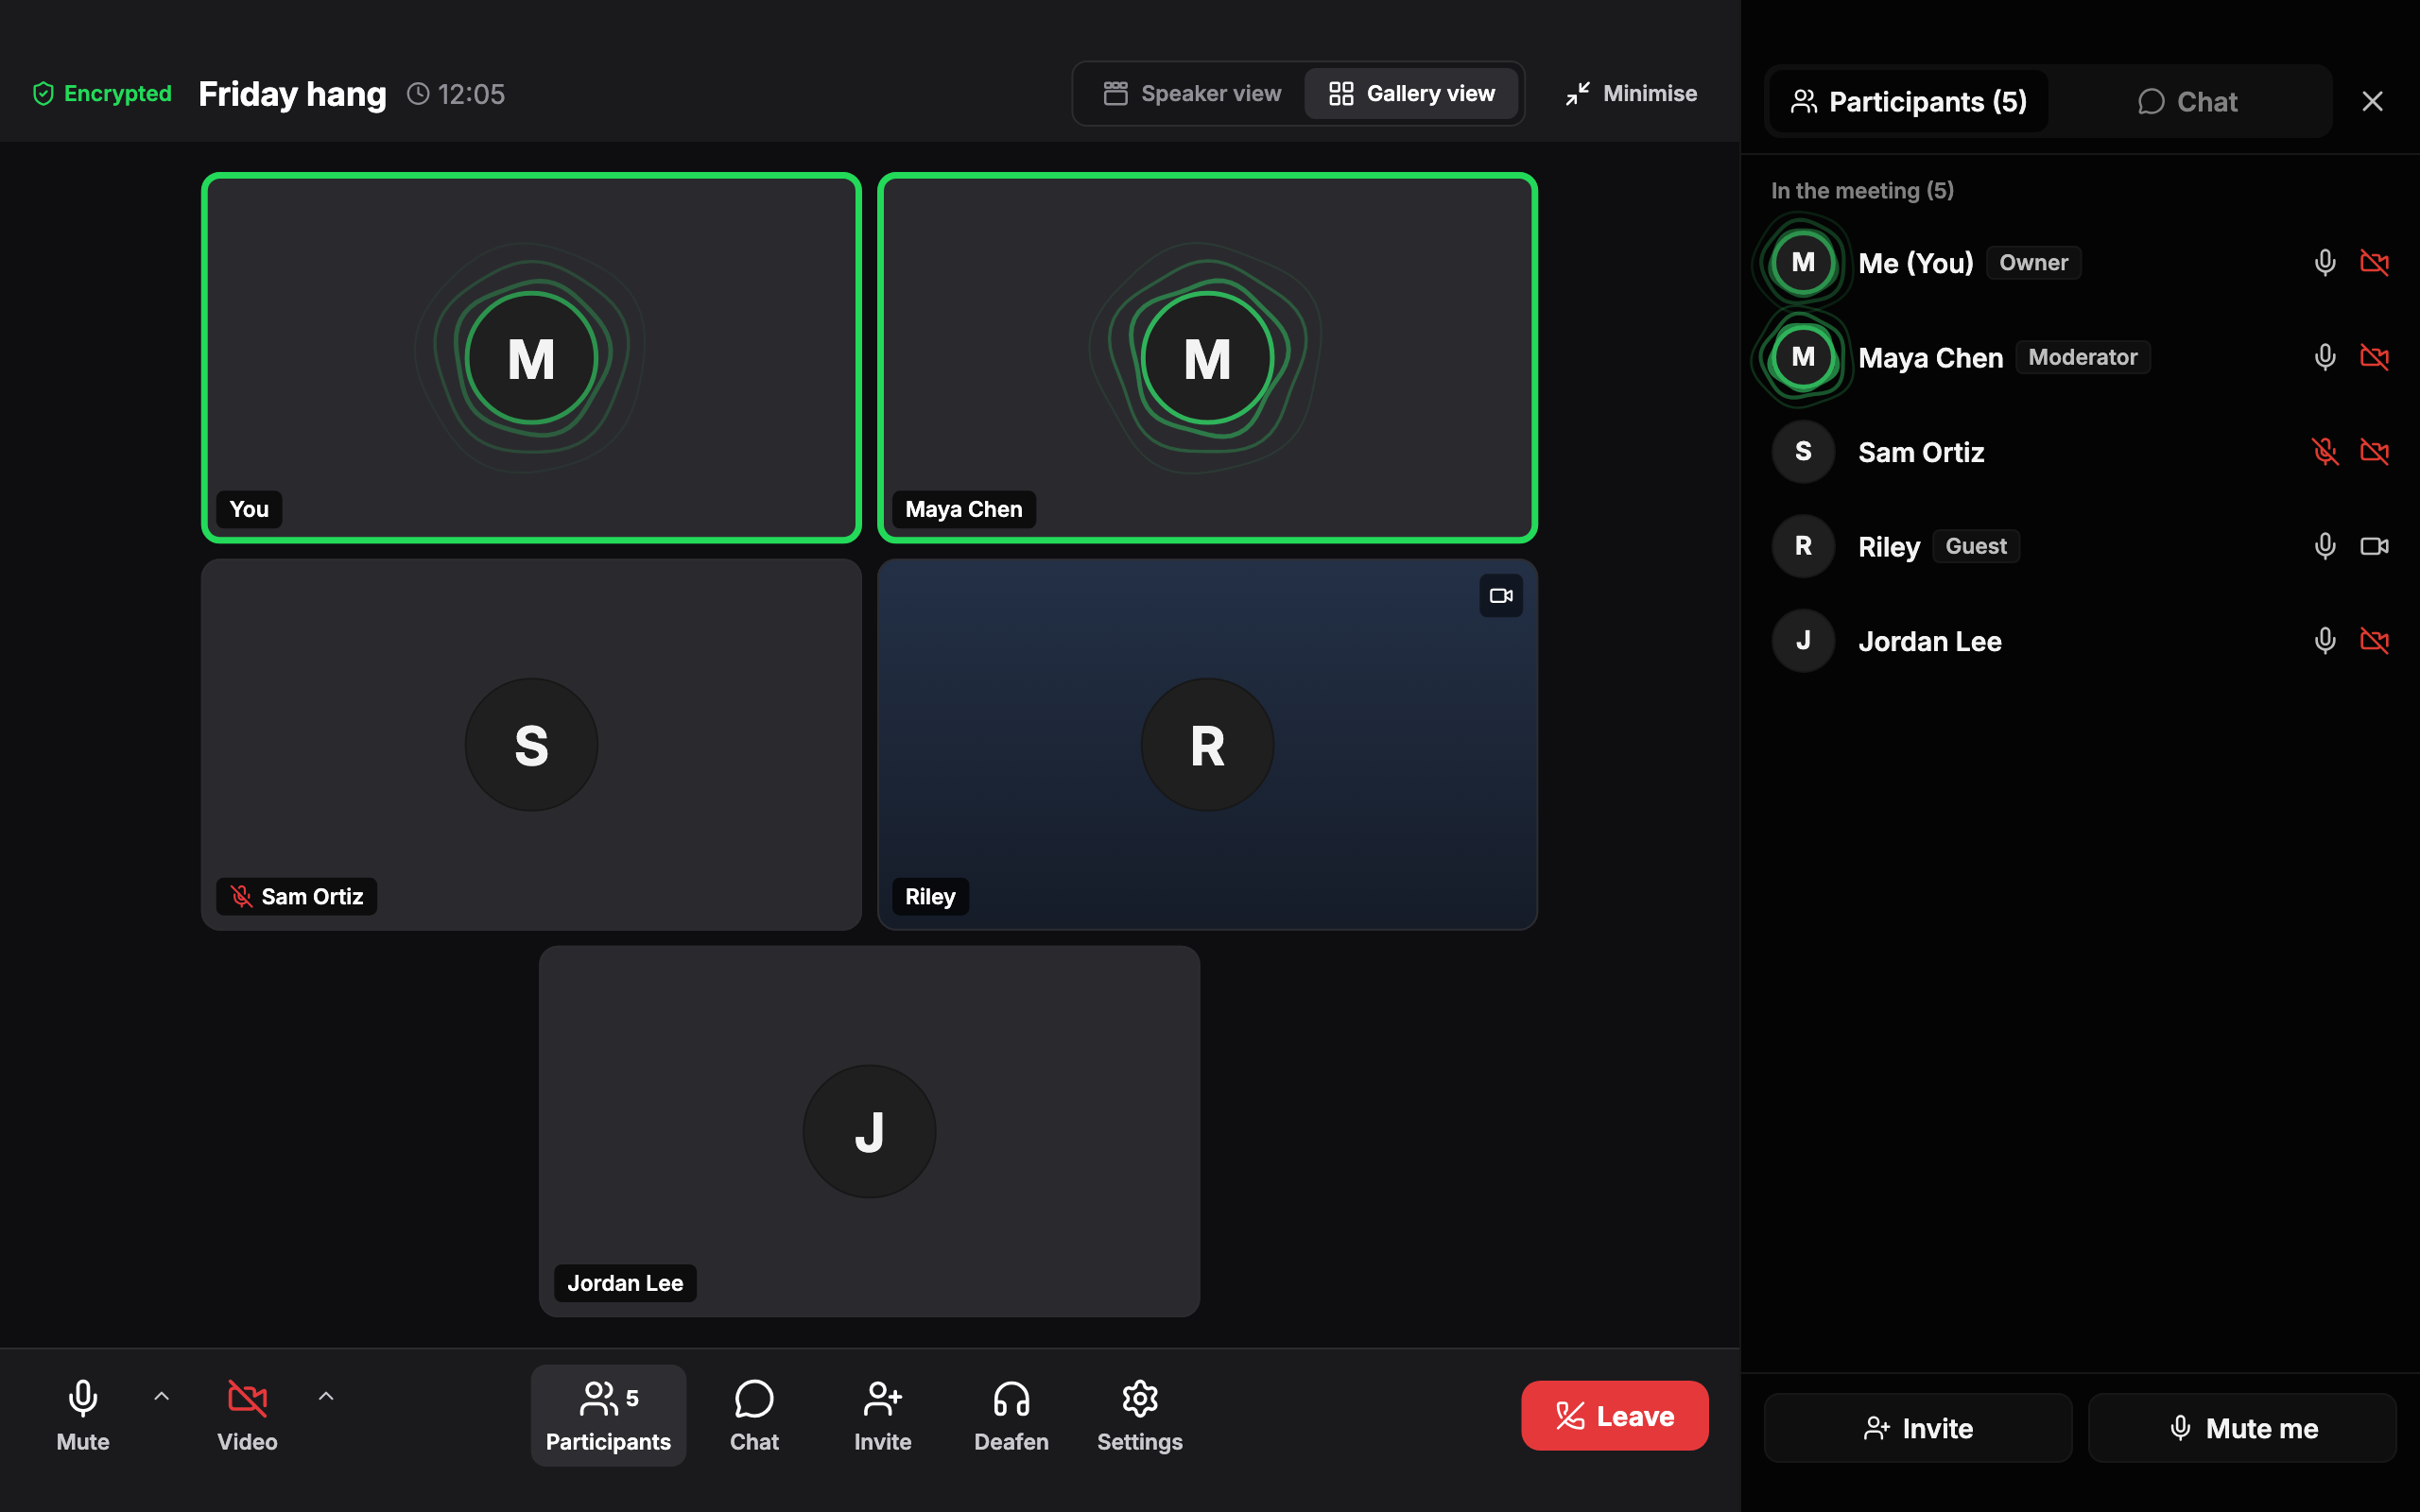 Encrypted
Friday hang
12:05
Speaker view
Gallery view
Minimise
M
You
M
Maya Chen
S
Sam Ortiz
R
Riley
J
Jordan Lee
Mute
Video
5
Participants
Chat
Invite
Deafen
Settings
Leave
Participants (5)
Chat
In the meeting (5)
M Me (You) Owner
M Maya Chen Moderator
S Sam Ortiz
R Riley Guest
J Jordan Lee
Invite
Mute me